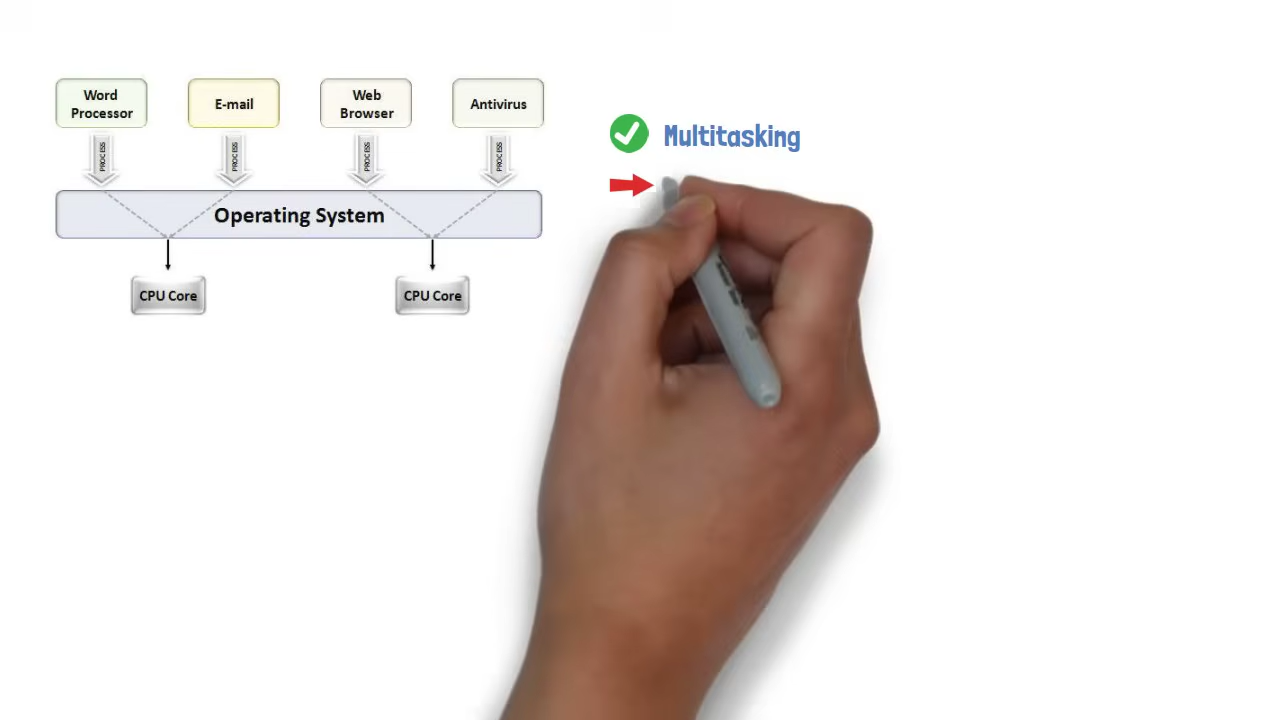 Word
Processor
E-mail
Web
Browser
Antivirus
PROCESS
PROCESS
PROCESS
PROCESS
Operating System
CPU Core
CPU Core
Multitasking